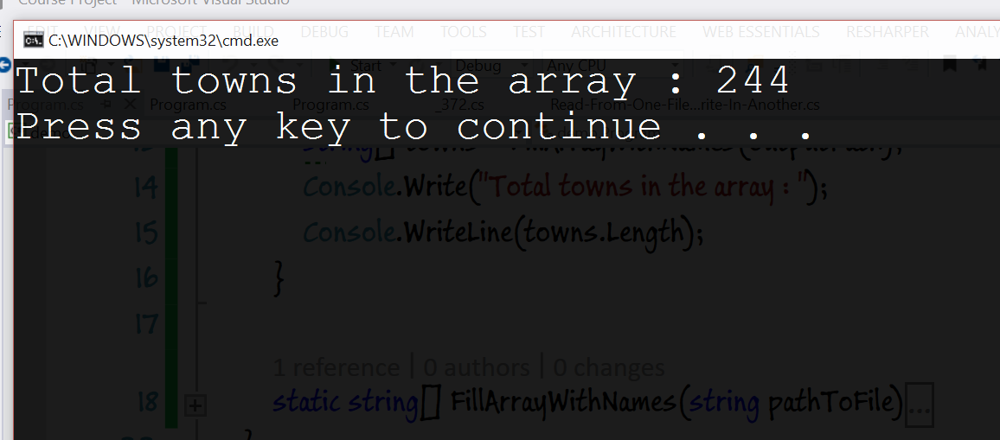 Course Project - Microsoft Visual Studio
C:\WINDOWS\system32\cmd.exe
EDIT VIEW PROJECT BUILD DEBUG TEAM TOOLS TEST ARCHITECTURE WEB ESSENTIALS RESHARPER ANALY
Start Debug Any CPU
Total towns in the array : 244
Program.cs Program.cs Program.cs _372.cs Read-From-One-File...rite-In-Another.cs
Press any key to continue . . .
string[] towns = FillArrayWithNames(
14 Console.Write("Total towns in the array : ");
15 Console.WriteLine(towns.Length);
16 }
17
1 reference | 0 authors | 0 changes
18 static string[] FillArrayWithNames(string pathToFile)...
}